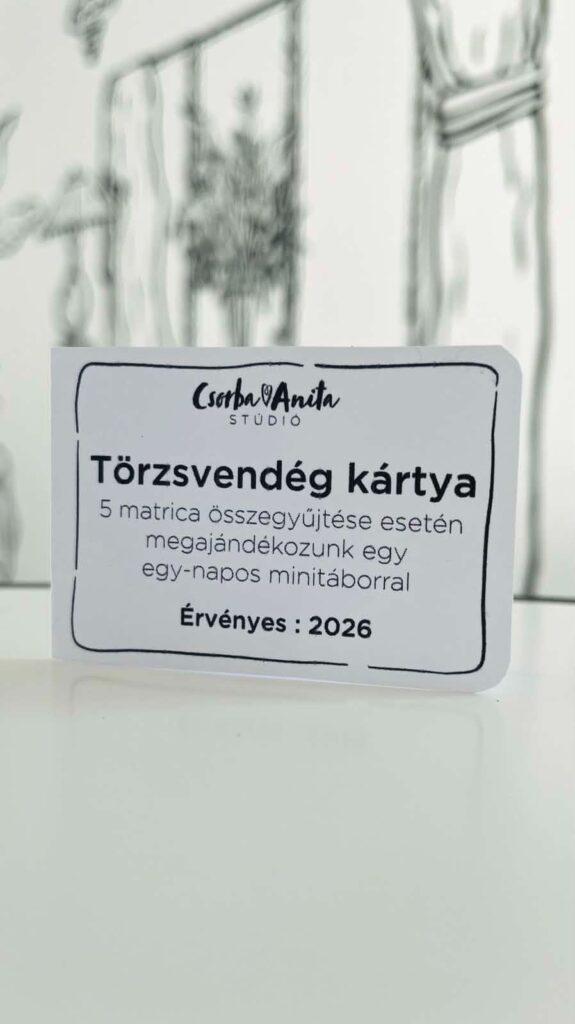 Csorba Anita
STÚDIÓ
Törzsvendég kártya
5 matrica összegyűjtése esetén
megajándékozunk egy
egy-napos minitáborral
Érvényes : 2026